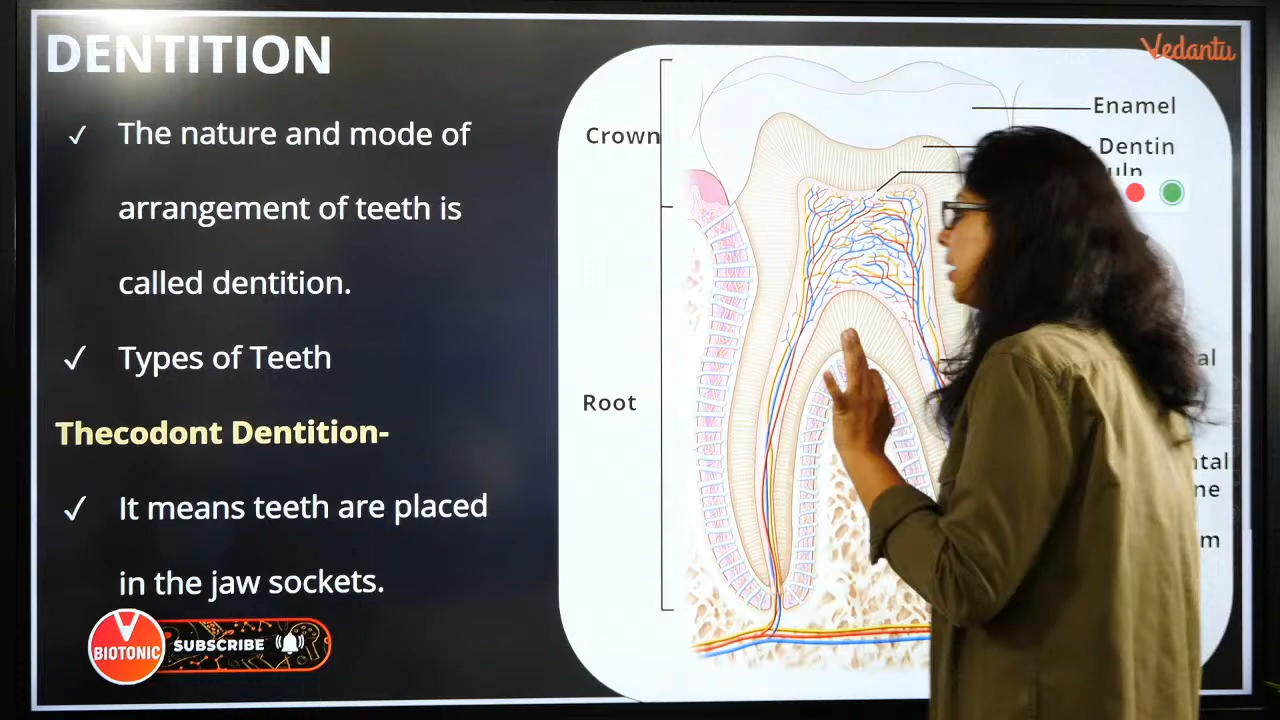 DENTITION
✓ The nature and mode of
arrangement of teeth is
called dentition.
✓ Types of Teeth
Thecodont Dentition-
✓ It means teeth are placed
in the jaw sockets.
BIOTONIC
SUBSCRIBE
Vedantu
Crown
Root
Enamel
Dentin